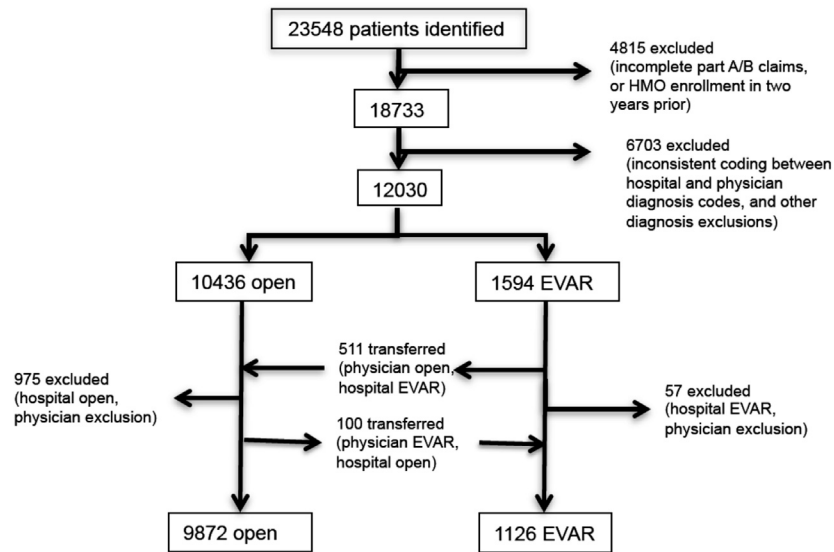 23548 patients identified
4815 excluded
(incomplete part A/B claims,
or HMO enrollment in two
years prior)
18733
6703 excluded
(inconsistent coding between
hospital and physician
diagnosis codes, and other
diagnosis exclusions)
12030
10436 open
1594 EVAR
511 transferred
(physician open,
hospital EVAR)
975 excluded
(hospital open,
physician exclusion)
57 excluded
(hospital EVAR,
physician exclusion)
100 transferred
(physician EVAR,
hospital open)
9872 open
1126 EVAR